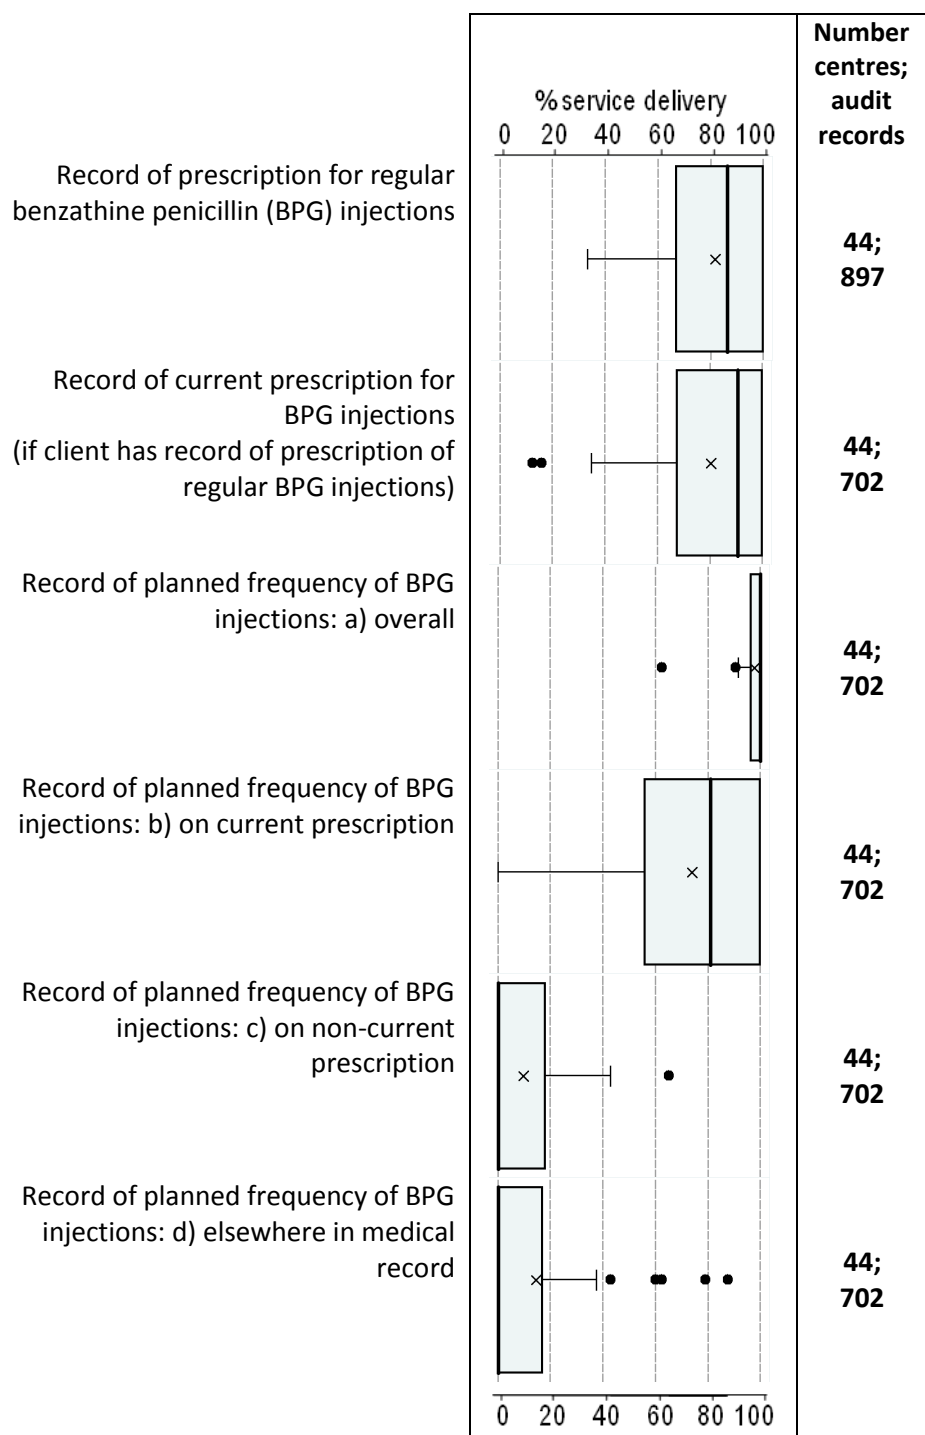 Number
centres;
audit
records
% service delivery
0 20 40 60 80 100
Record of prescription for regular
benzathine penicillin (BPG) injections
44;
897
Record of current prescription for
BPG injections
(if client has record of prescription of
regular BPG injections)
44;
702
Record of planned frequency of BPG
injections: a) overall
44;
702
Record of planned frequency of BPG
injections: b) on current prescription
44;
702
Record of planned frequency of BPG
injections: c) on non-current
prescription
44;
702
Record of planned frequency of BPG
injections: d) elsewhere in medical
record
44;
702
0 20 40 60 80 100